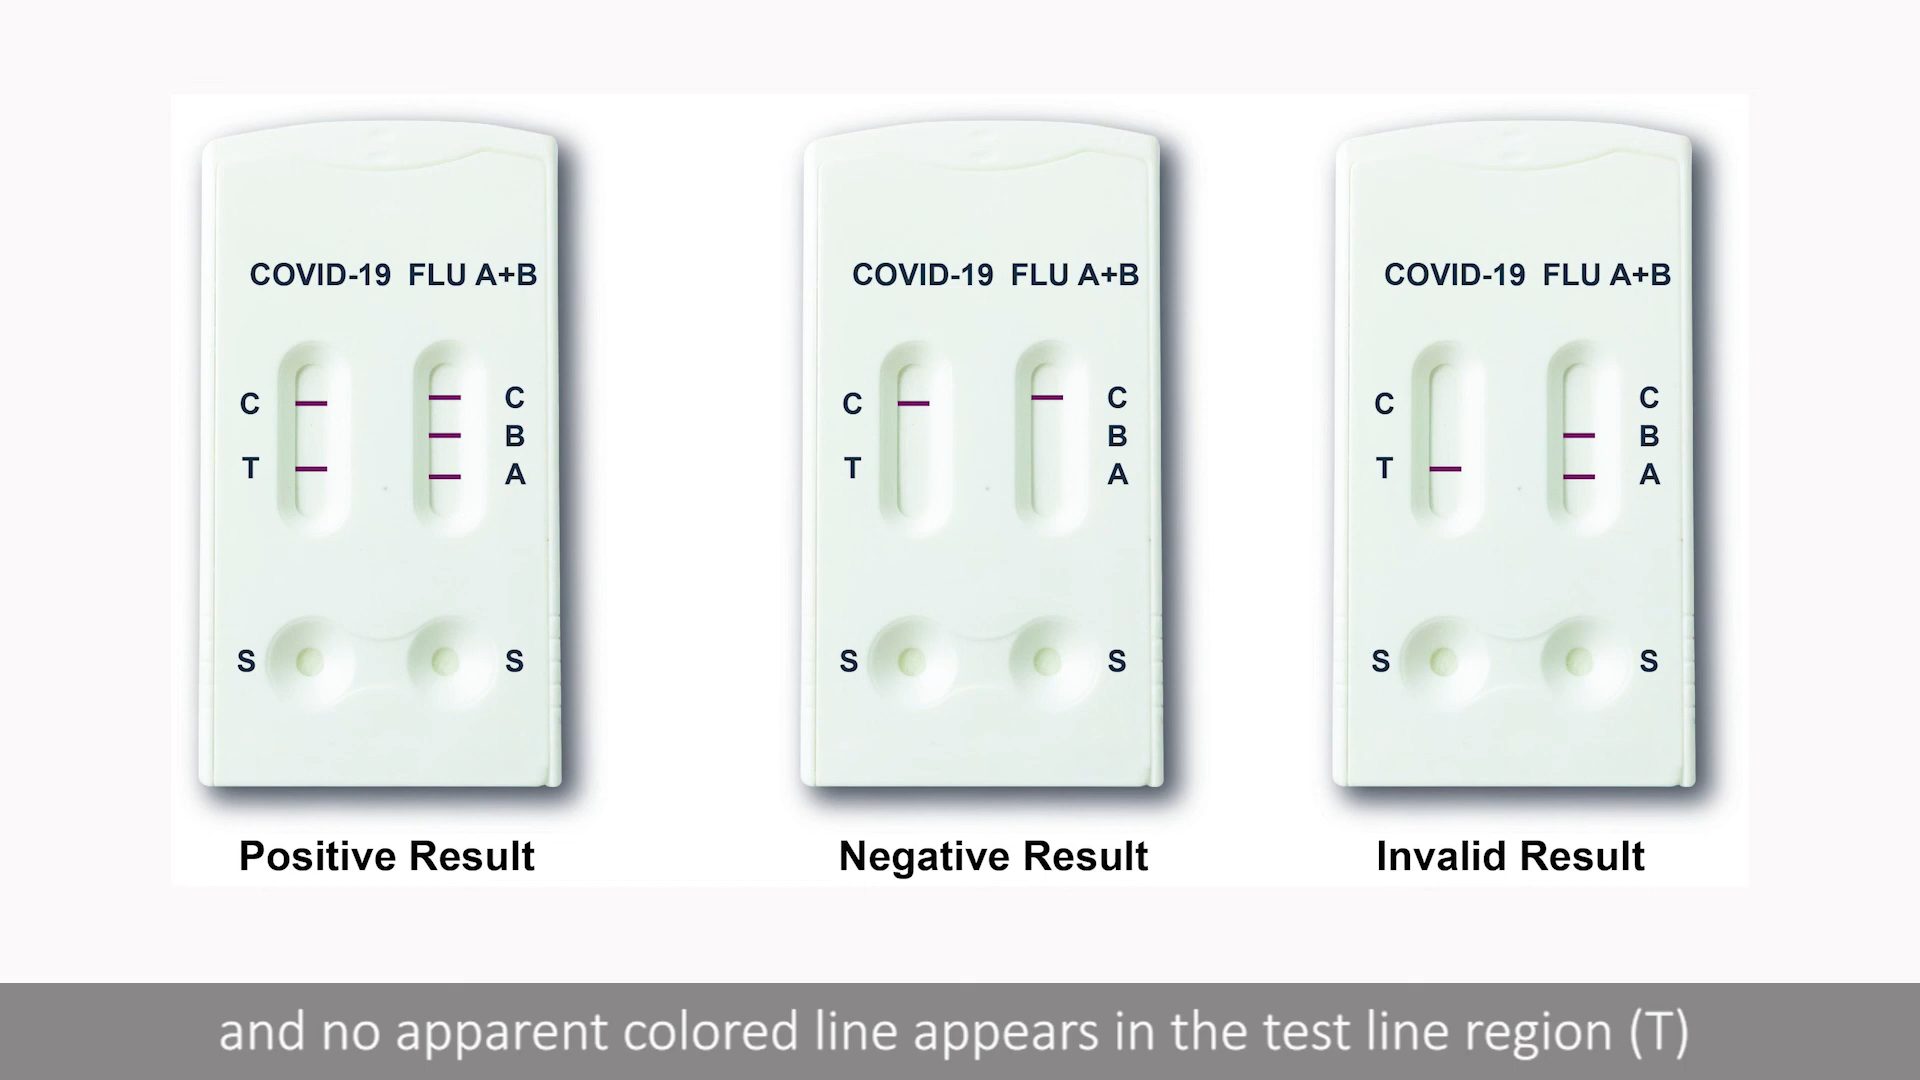 COVID-19 FLU A+B
C
C
B
T
A
S
S
Positive Result
COVID-19 FLU A+B
C
C
B
T
A
S
S
Negative Result
COVID-19 FLU A+B
C
C
B
T
A
S
S
Invalid Result
and no apparent colored line appears in the test line region (T)